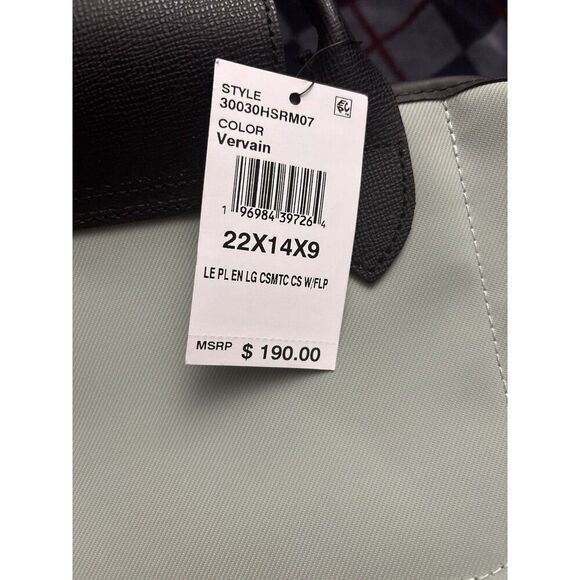 STYLE
30030HSRM07
COLOR
Vervain
1 96984 39726 4
22X14X9
LE PL EN LG CSMTC CS W/FLP
MSRP $ 190.00